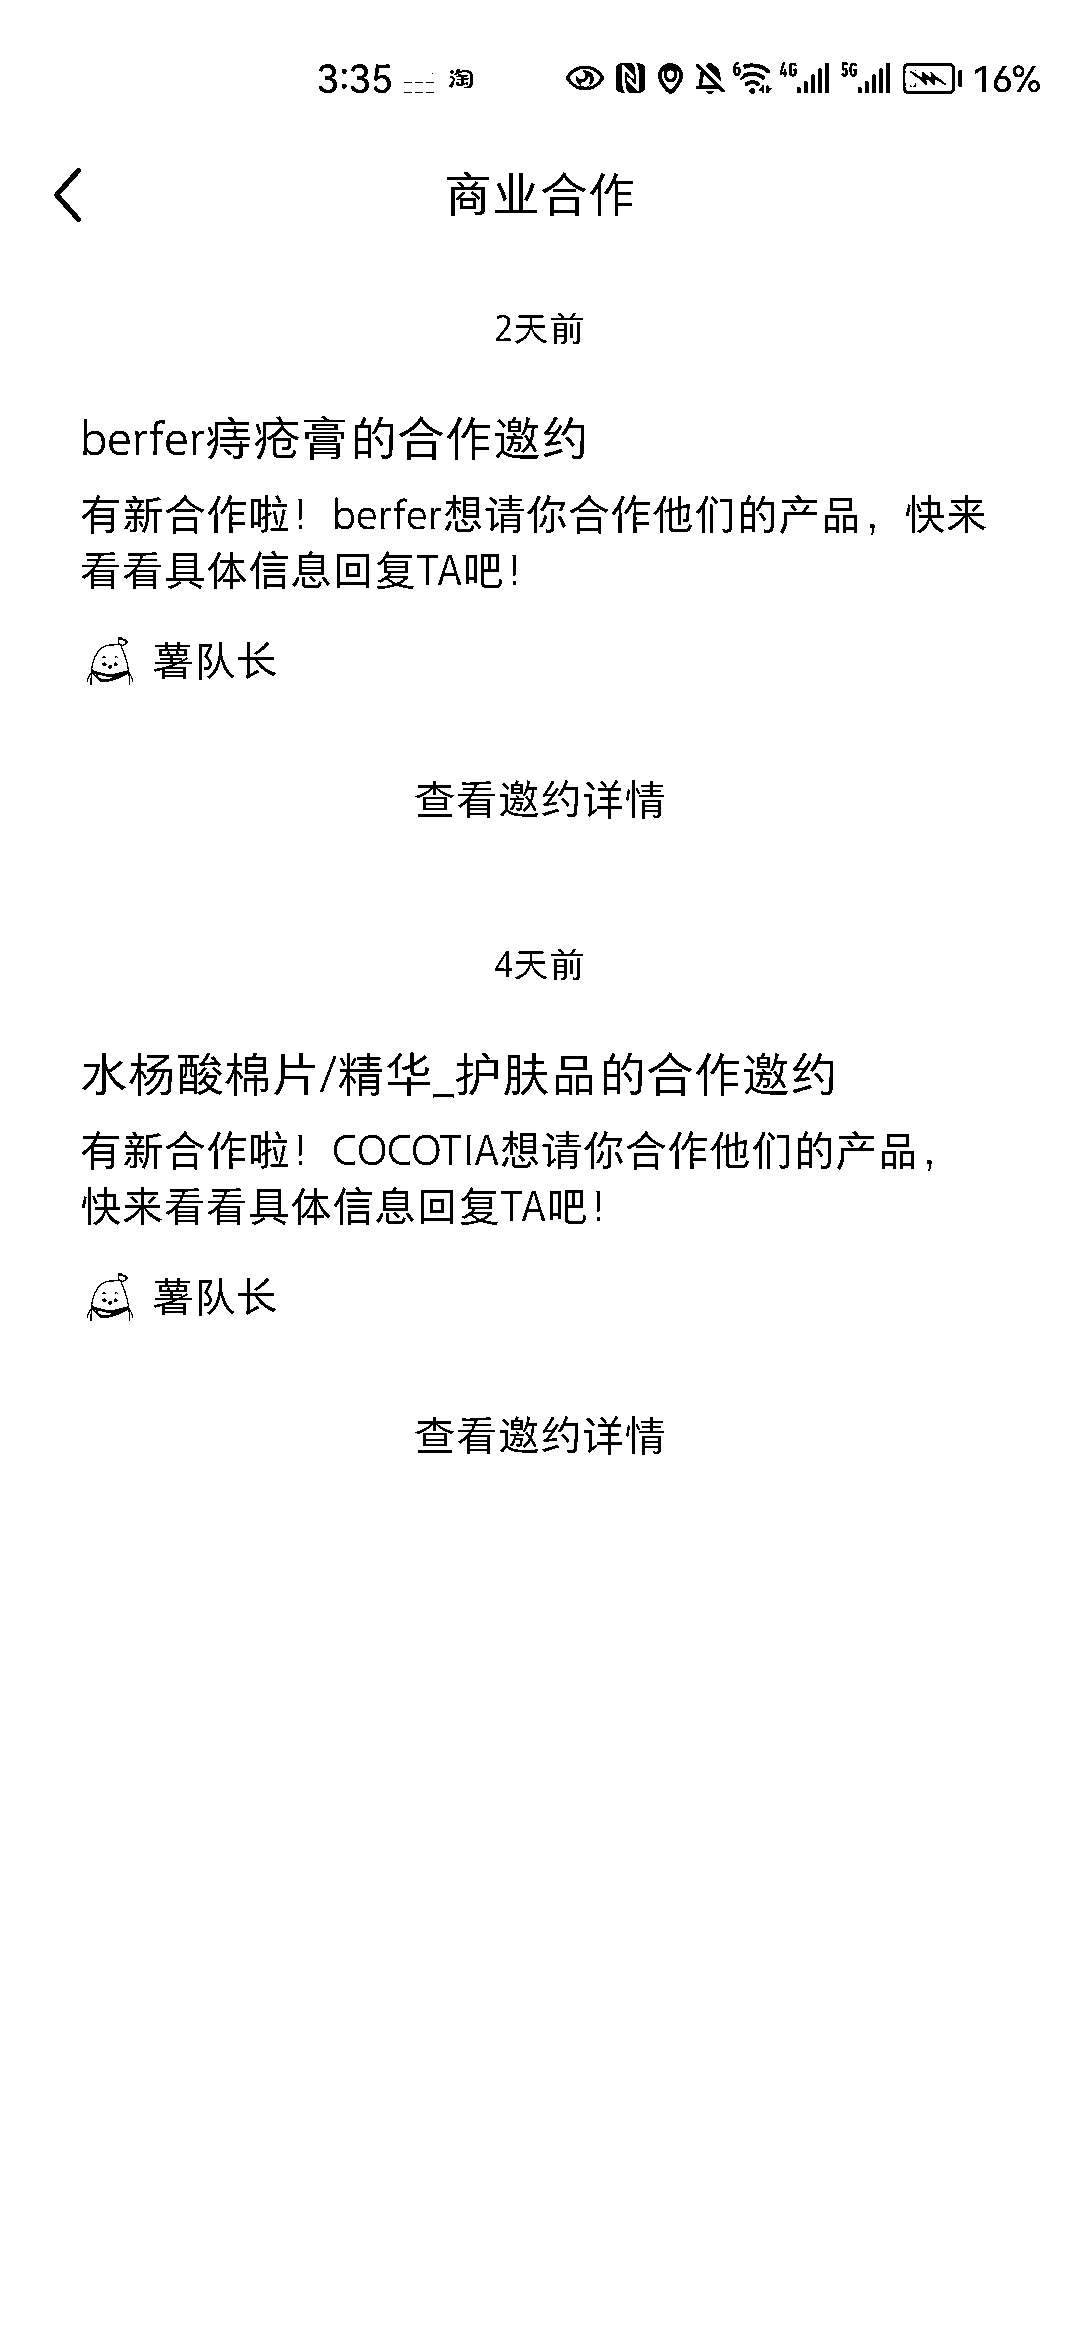 3:35 淘 6 4G 5G 16%
商业合作
2天前
berfer痔疮膏的合作邀约
有新合作啦！berfer想请你合作他们的产品，快来
看看具体信息回复TA吧！
薯队长
查看邀约详情
4天前
水杨酸棉片/精华_护肤品的合作邀约
有新合作啦！COCOTIA想请你合作他们的产品，
快来看看具体信息回复TA吧！
薯队长
查看邀约详情